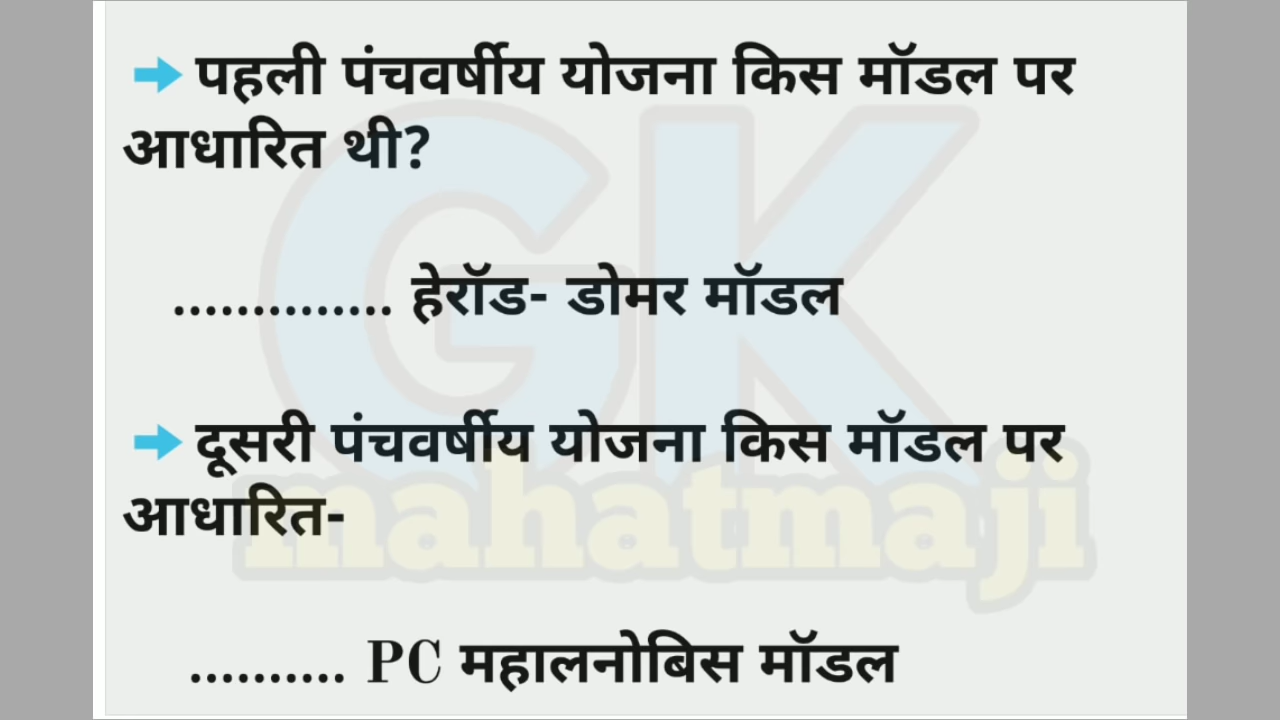 पहली पंचवर्षीय योजना किस मॉडल पर
आधारित थी?
.............. हेरॉड- डोमर मॉडल
दूसरी पंचवर्षीय योजना किस मॉडल पर
आधारित-
.......... PC महालनोबिस मॉडल
GK
mahatmaji